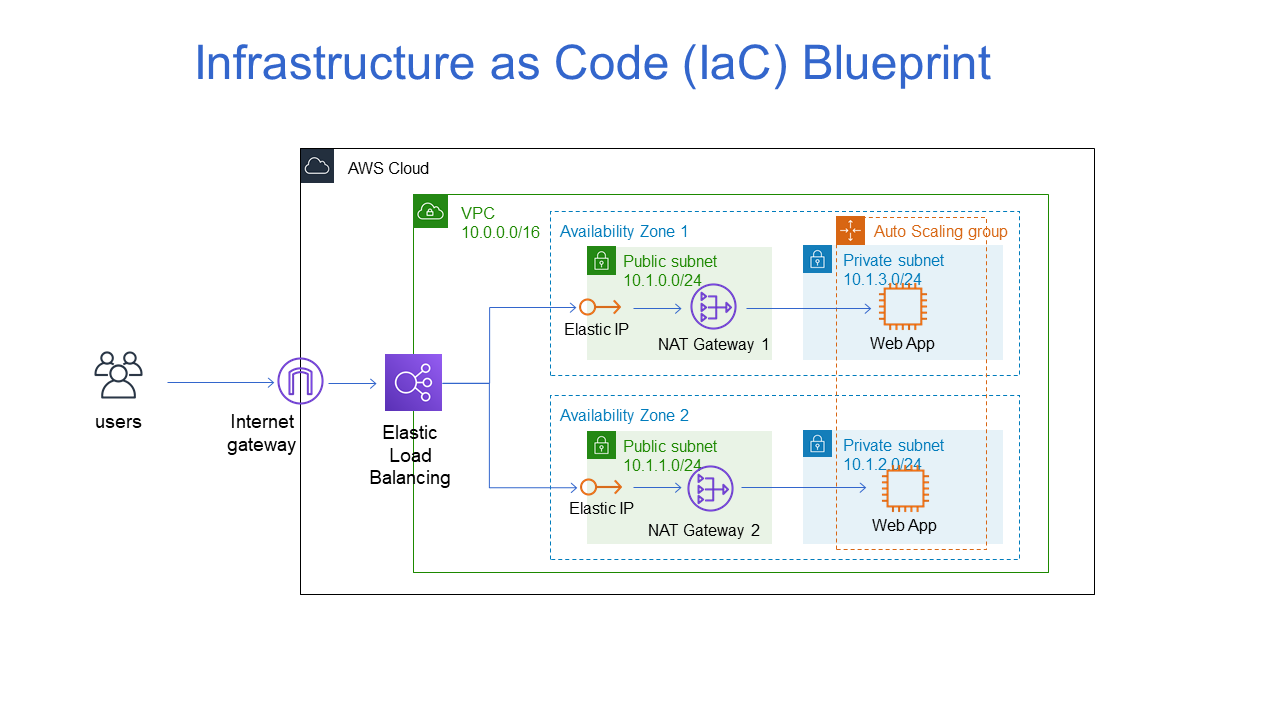 Infrastructure as Code (IaC) Blueprint
AWS Cloud
VPC
10.0.0.0/16
Availability Zone 1
Auto Scaling group
Public subnet
10.1.0.0/24
Private subnet
10.1.3.0/24
Elastic IP
NAT Gateway 1
Web App
users
Internet
gateway
Elastic
Load
Balancing
Availability Zone 2
Public subnet
10.1.1.0/24
Private subnet
10.1.2.0/24
Elastic IP
NAT Gateway 2
Web App